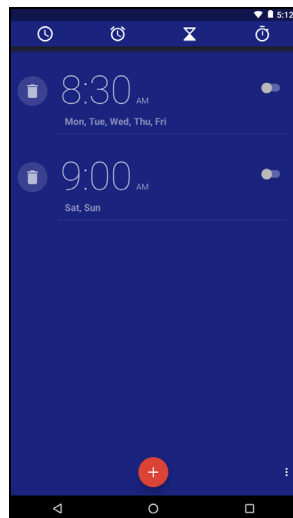 5:12
8:30 AM
Mon, Tue, Wed, Thu, Fri
9:00 AM
Sat, Sun